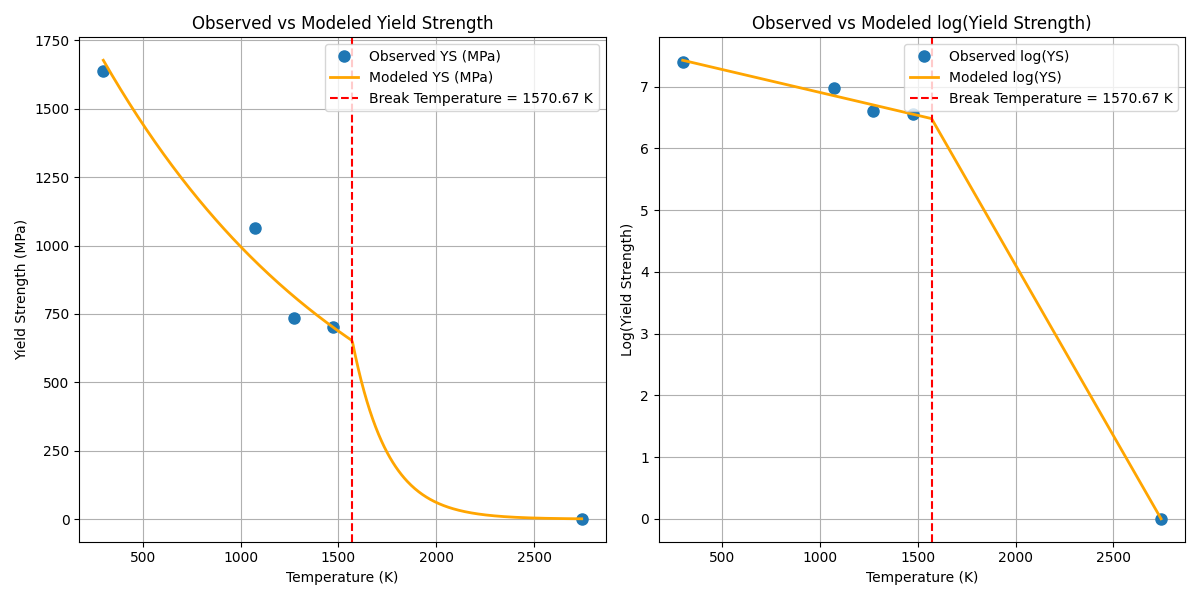 Observed vs Modeled Yield Strength
Observed YS (MPa)
Modeled YS (MPa)
Break Temperature = 1570.67 K
Yield Strength (MPa)
1750
1500
1250
1000
750
500
250
0
500 1000 1500 2000 2500
Temperature (K)
Observed vs Modeled log(Yield Strength)
Observed log(YS)
Modeled log(YS)
Break Temperature = 1570.67 K
Log(Yield Strength)
7
6
5
4
3
2
1
0
500 1000 1500 2000 2500
Temperature (K)